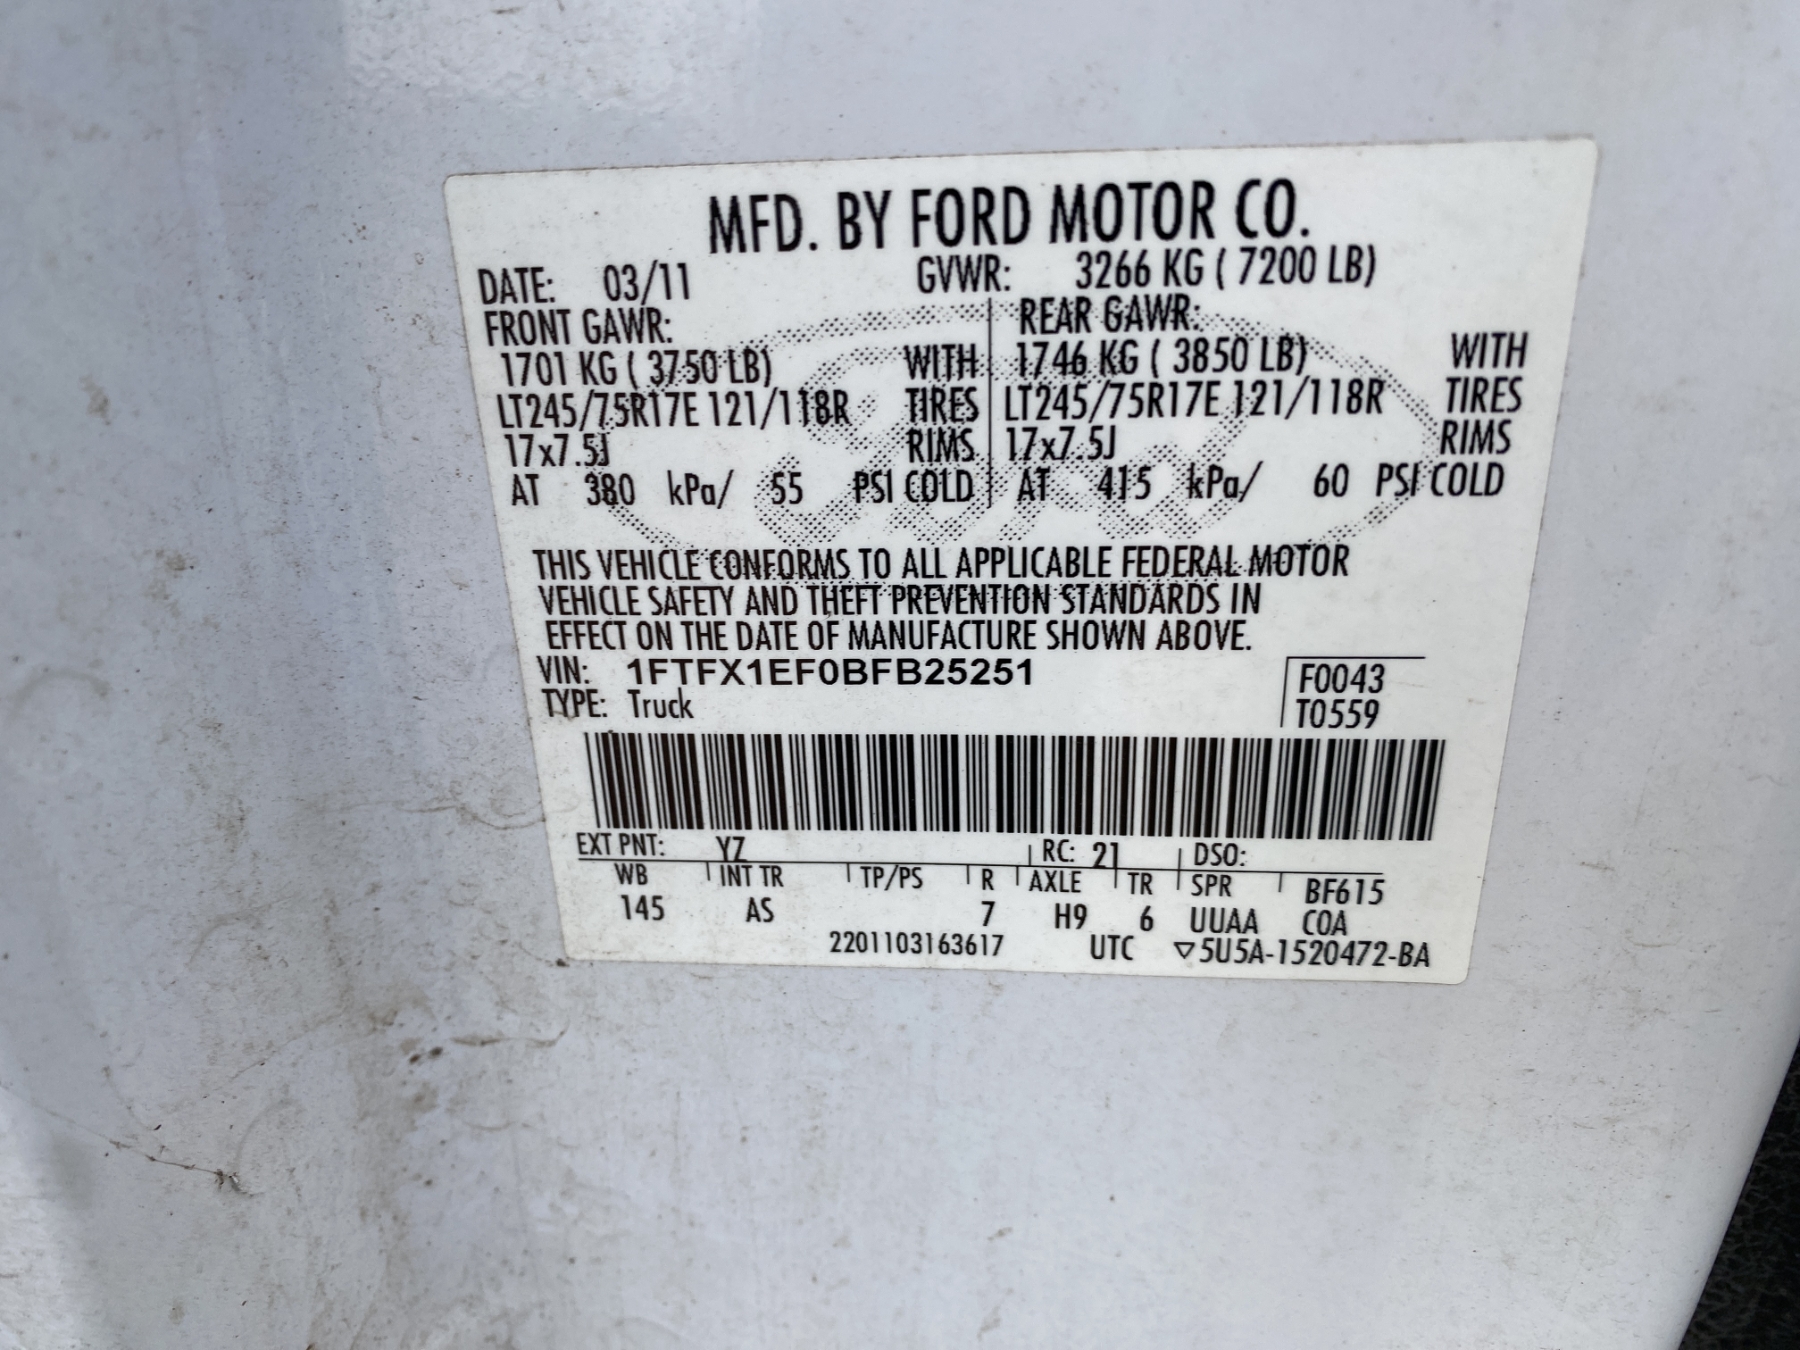 MFD. BY FORD MOTOR CO.
DATE: 03/11 GVWR: 3266 KG ( 7200 LB)
FRONT GAWR: REAR GAWR:
1701 KG ( 3750 LB) WITH 1746 KG ( 3850 LB) WITH
LT245/75R17E 121/118R TIRES LT245/75R17E 121/118R TIRES
17x7.5J RIMS 17x7.5J RIMS
AT 380 kPa/ 55 PSI COLD AT 415 kPa/ 60 PSI COLD
THIS VEHICLE CONFORMS TO ALL APPLICABLE FEDERAL MOTOR
VEHICLE SAFETY AND THEFT PREVENTION STANDARDS IN
EFFECT ON THE DATE OF MANUFACTURE SHOWN ABOVE.
VIN: 1FTFX1EF0BFB25251 F0043
TYPE: Truck T0559
EXT PNT: YZ RC: 21 DSO:
WB INT TR TP/PS R AXLE TR SPR BF615
145 AS 7 H9 6 UUAA COA
2201103163617 UTC ▽5U5A-1520472-BA